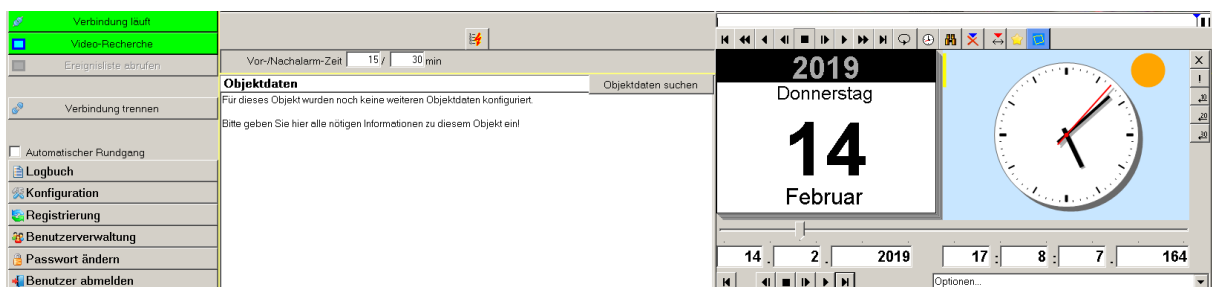 Verbindung läuft
Video-Recherche
Ereignisliste abrufen
Verbindung trennen
Automatischer Rundgang
Logbuch
Konfiguration
Registrierung
Benutzerverwaltung
Passwort ändern
Benutzer abmelden
Vor-/Nachalarm-Zeit 15 / 30 min
Objektdaten
Objektdaten suchen
Für dieses Objekt wurden noch keine weiteren Objektdaten konfiguriert.
Bitte geben Sie hier alle nötigen Informationen zu diesem Objekt ein!
2019
Donnerstag
14
Februar
X
!
10
20
30
14 . 2 . 2019 17 : 8 : 7 . 164
Optionen...